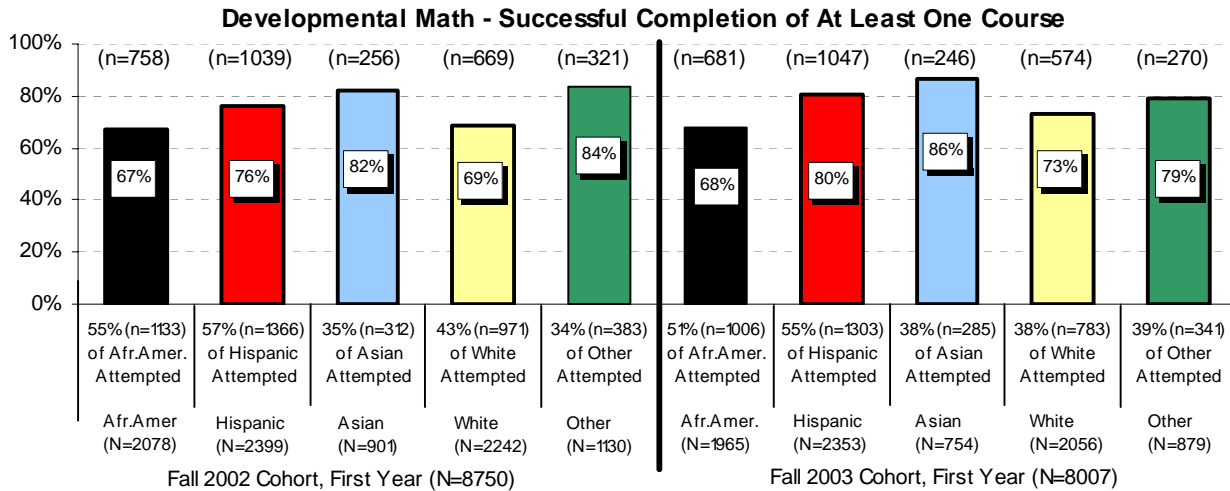 Developmental Math - Successful Completion of At Least One Course
100%
80%
60%
40%
20%
0%
(n=758) (n=1039) (n=256) (n=669) (n=321) (n=681) (n=1047) (n=246) (n=574) (n=270)
67% 76% 82% 69% 84% 68% 80% 86% 73% 79%
55% (n=1133) 57% (n=1366) 35% (n=312) 43% (n=971) 34% (n=383) 51% (n=1006) 55% (n=1303) 38% (n=285) 38% (n=783) 39% (n=341)
of Afr.Amer. of Hispanic of Asian of White of Other of Afr.Amer. of Hispanic of Asian of White of Other
Attempted Attempted Attempted Attempted Attempted Attempted Attempted Attempted Attempted Attempted
Afr.Amer Hispanic Asian White Other Afr.Amer. Hispanic Asian White Other
(N=2078) (N=2399) (N=901) (N=2242) (N=1130) (N=1965) (N=2353) (N=754) (N=2056) (N=879)
Fall 2002 Cohort, First Year (N=8750) Fall 2003 Cohort, First Year (N=8007)